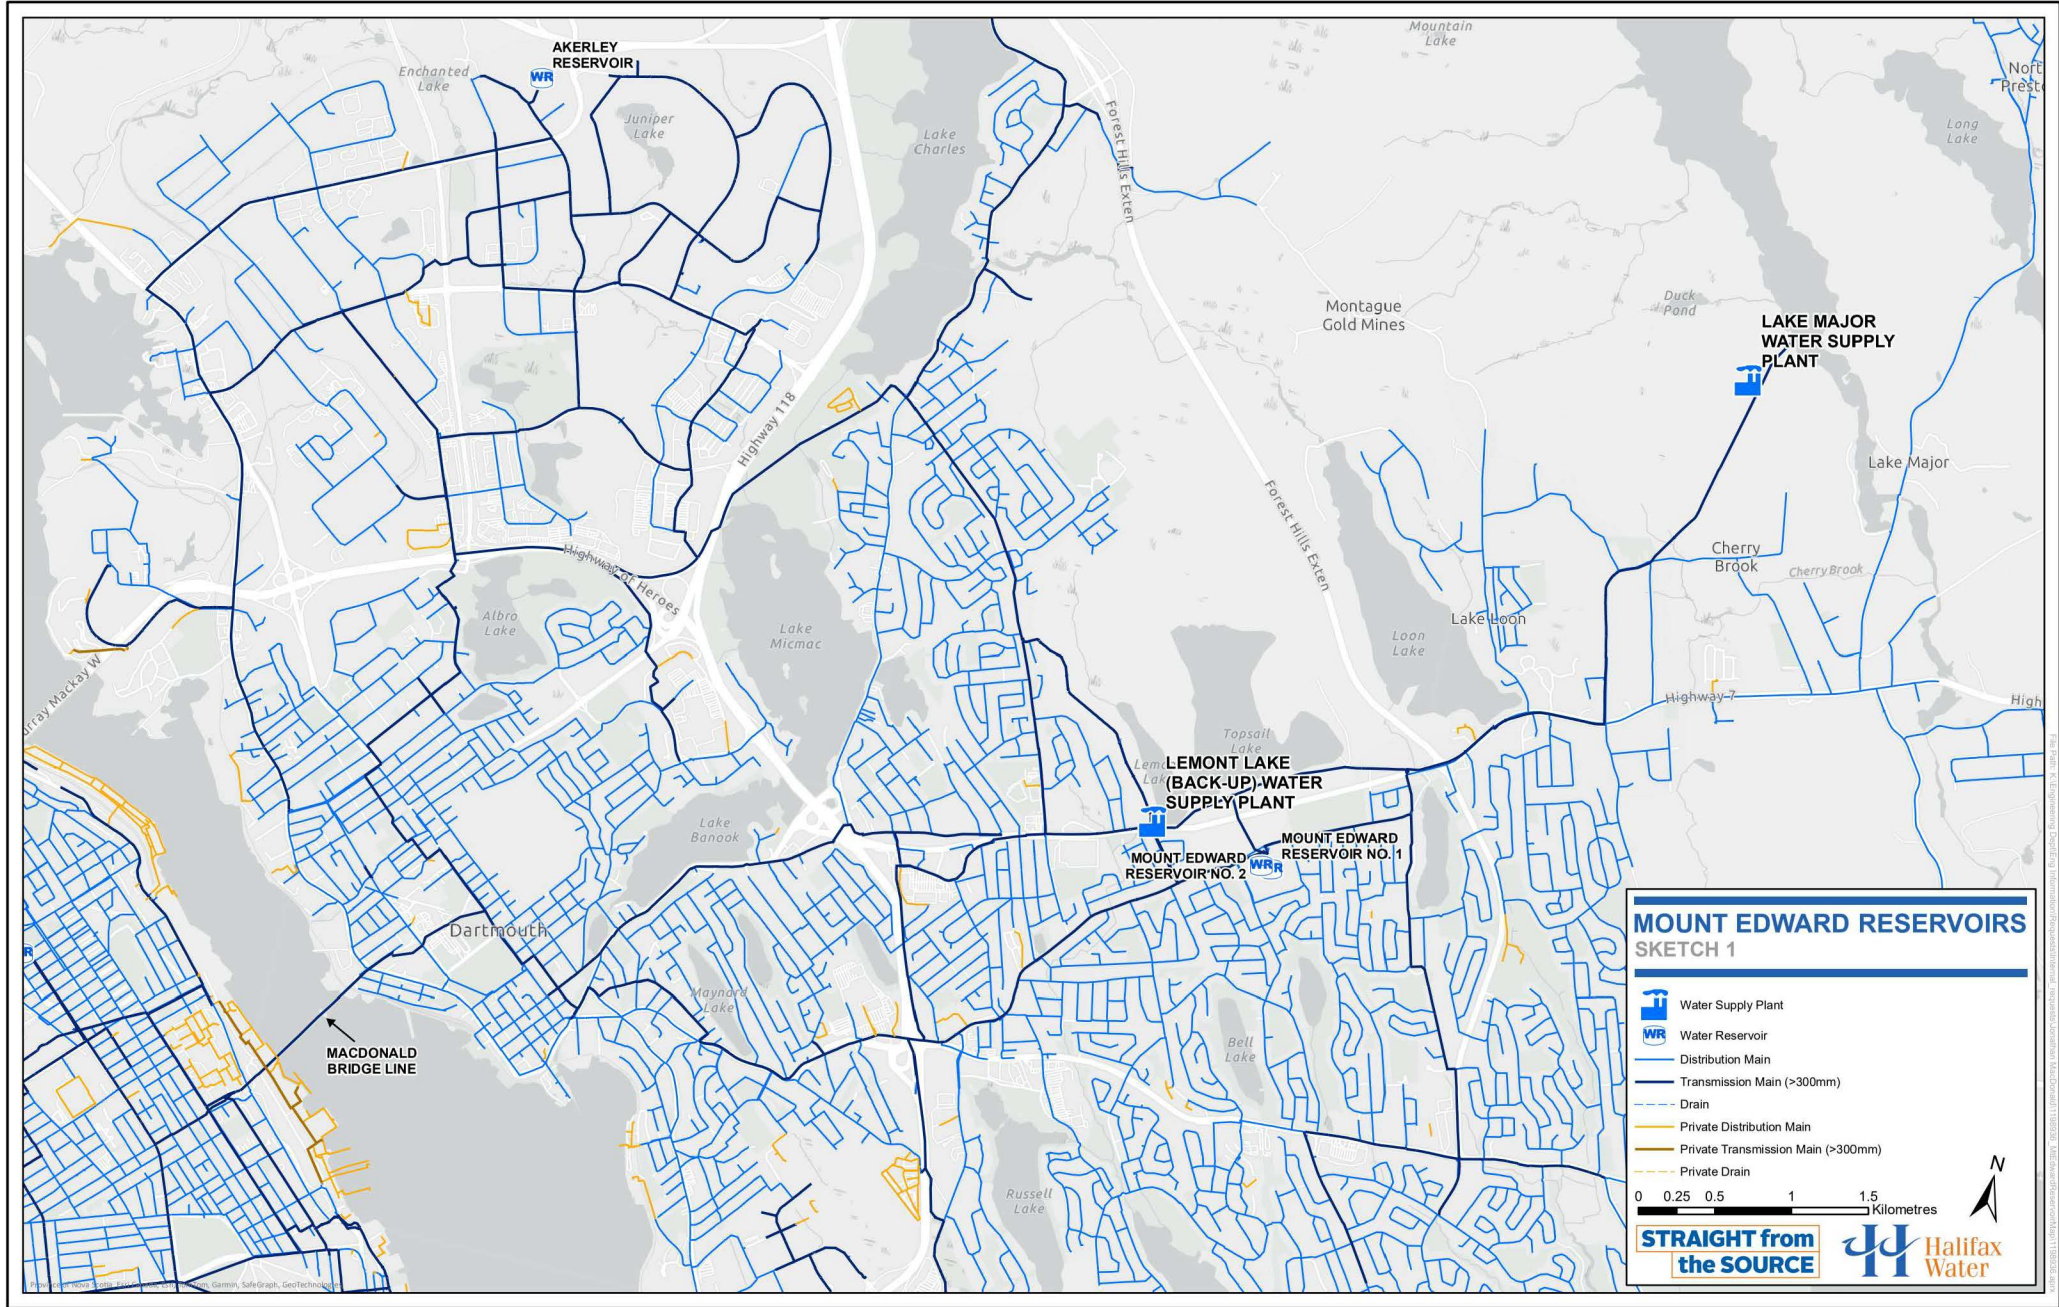 AKERLEY
RESERVOIR
WR
Enchanted
Lake
Juniper
Lake
Lake
Charles
Mountain
Lake
Nort
Presto
Long
Lake
Forest Hills Exten
Montague
Gold Mines
Duck
Pond
LAKE MAJOR
WATER SUPPLY
PLANT
Highway 118
Lake Major
Forest Hills Exten
Cherry
Brook
Cherry Brook
Highway of Heroes
Albro
Lake
Lake
Micmac
Loon
Lake
Lake Loon
Highway 7
High
urray Mackay W
Topsail
Lake
LEMONT LAKE
(BACK-UP) WATER
SUPPLY PLANT
Lake
Banook
MOUNT EDWARD
RESERVOIR NO. 1
MOUNT EDWARD
RESERVOIR NO. 2
WR
R
R
Dartmouth
Maynard
Lake
Bell
Lake
MACDONALD
BRIDGE LINE
Russell
Lake
MOUNT EDWARD RESERVOIRS
SKETCH 1
Water Supply Plant
WR Water Reservoir
Distribution Main
Transmission Main (>300mm)
Drain
Private Distribution Main
Private Transmission Main (>300mm)
Private Drain
0 0.25 0.5 1 1.5
Kilometres
N
STRAIGHT from
the SOURCE
Halifax
Water